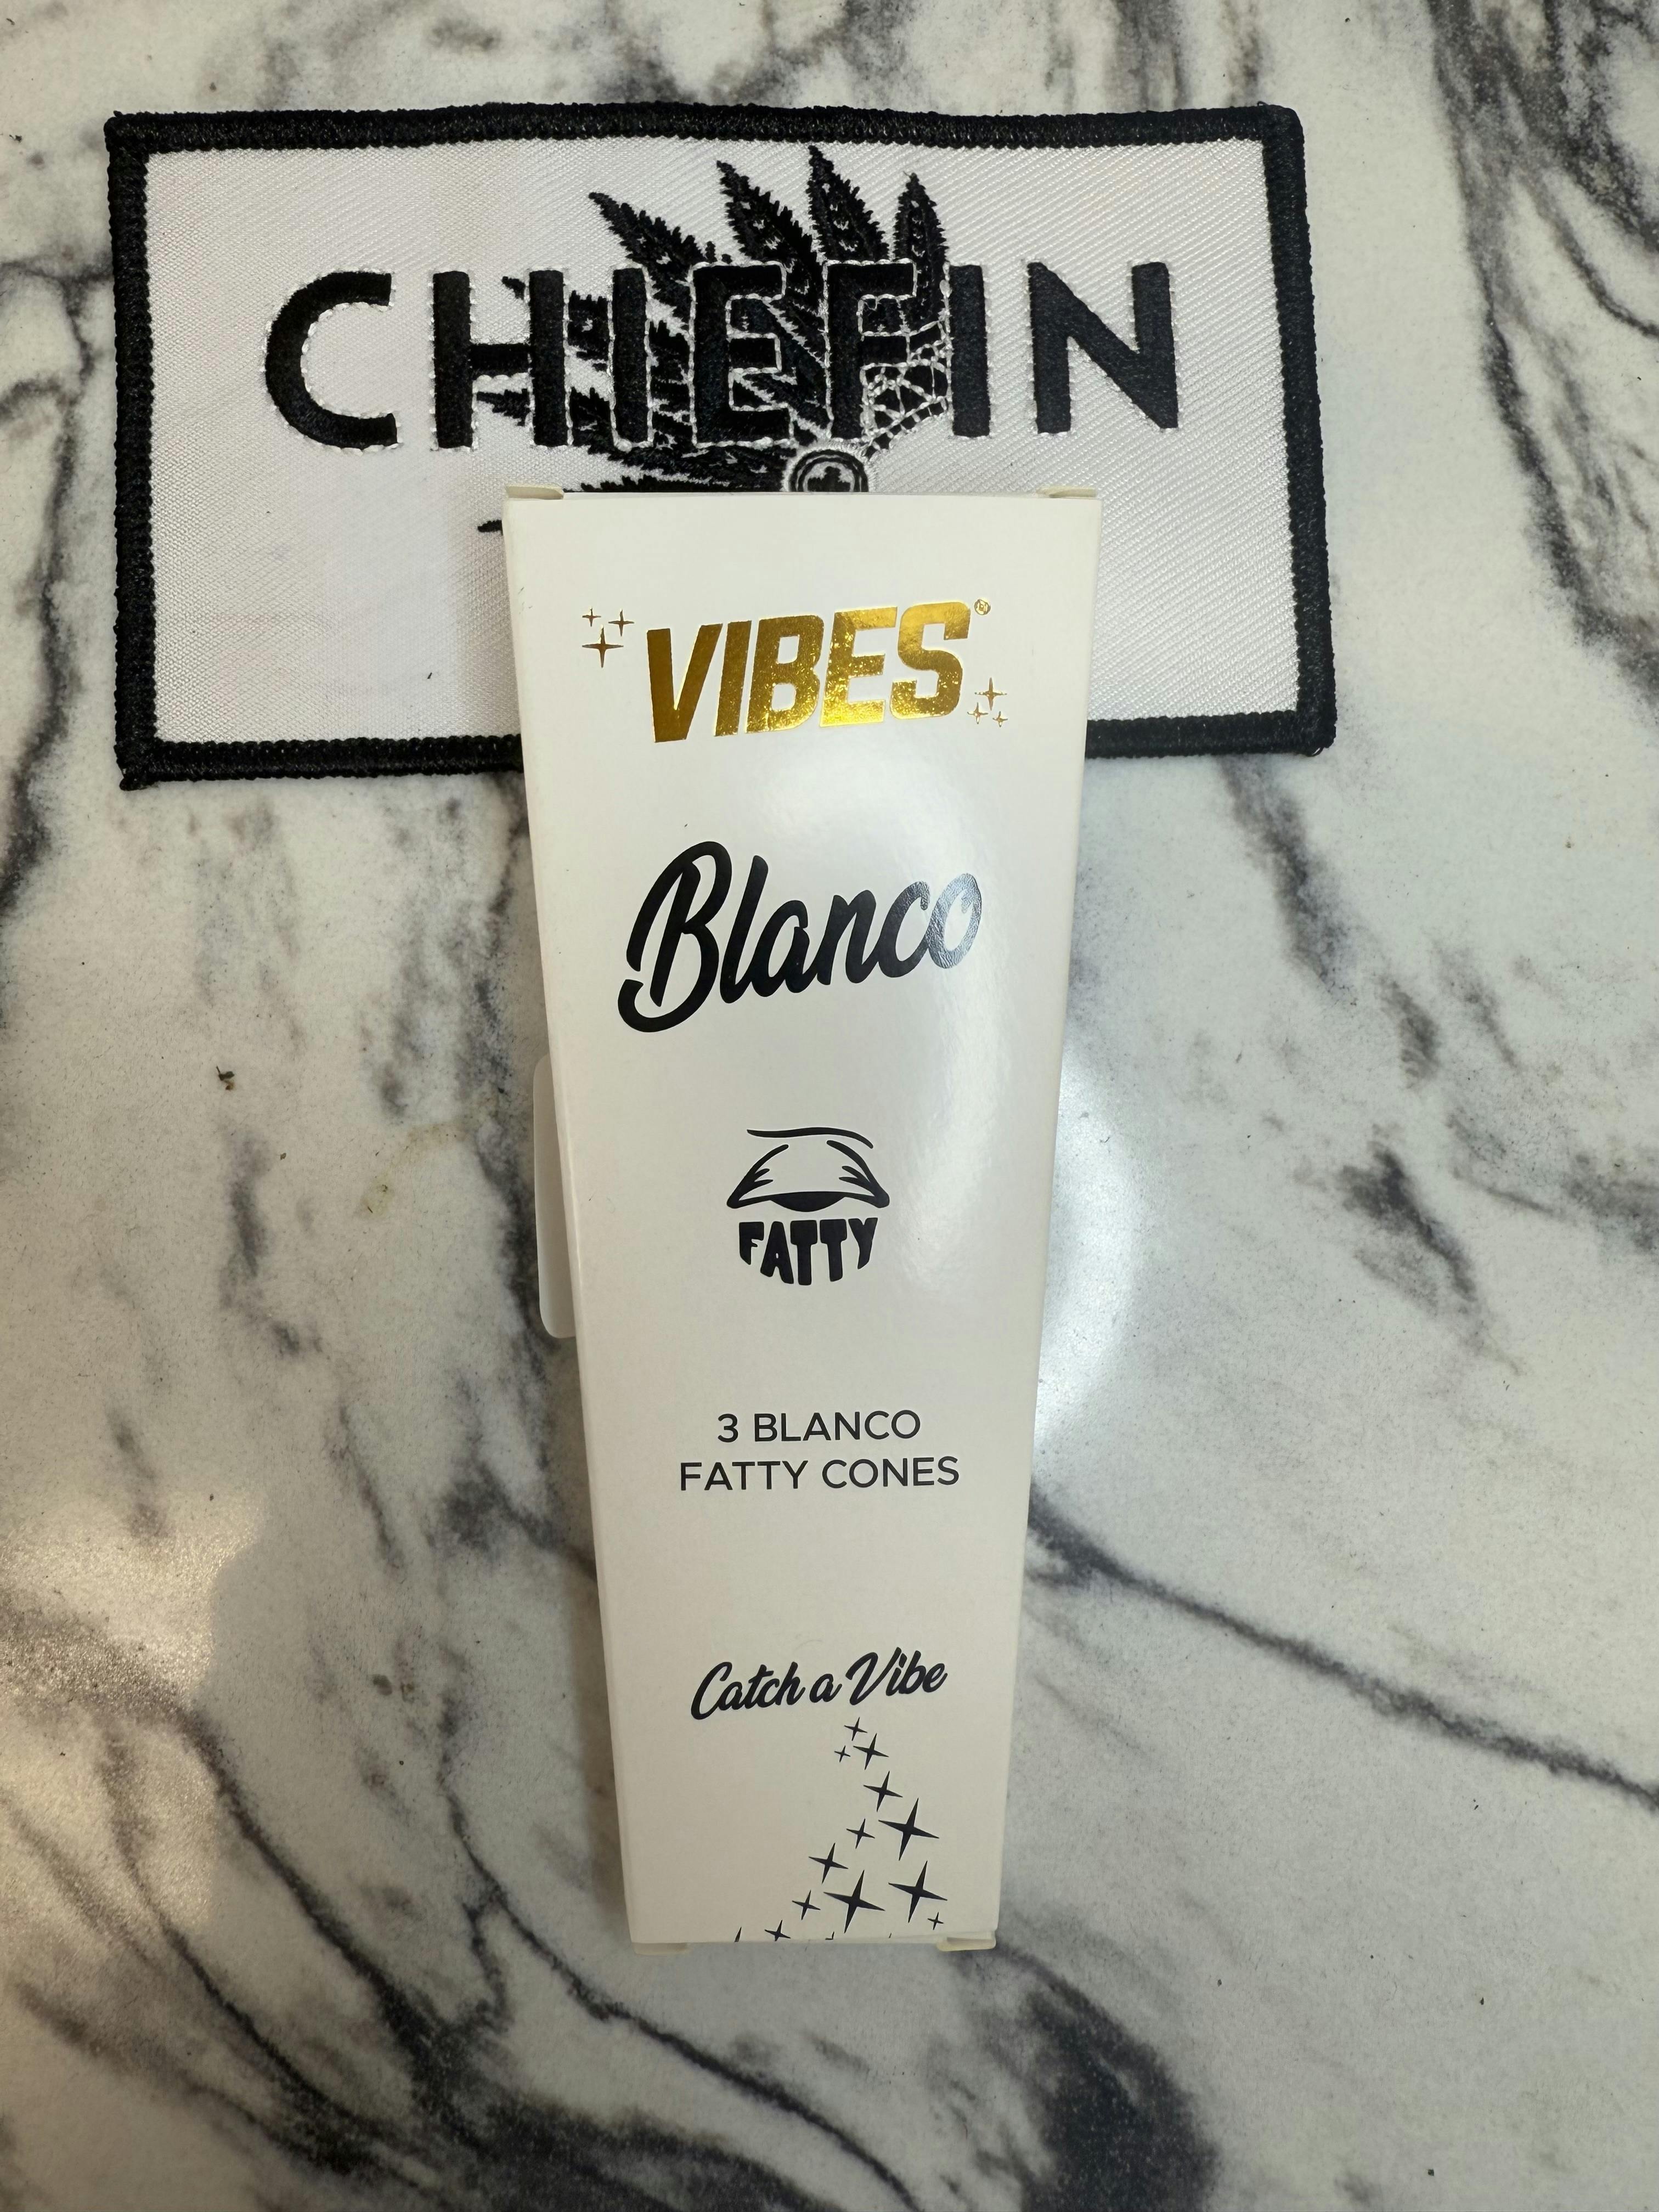 CHIEFIN
VIBES®
Blanco
FATTY
3 BLANCO
FATTY CONES
Catch a Vibe